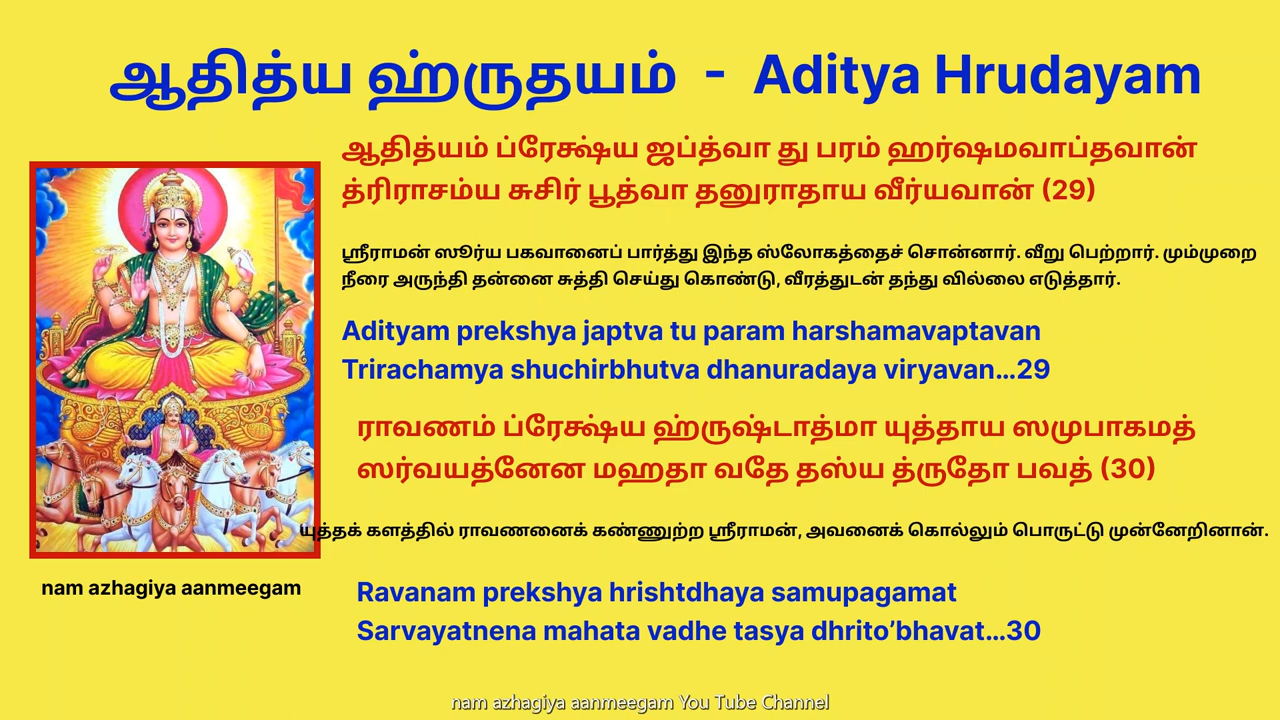 ஆதித்ய ஹ்ருதயம் - Aditya Hrudayam
ஆதித்யம் ப்ரேக்ஷ்ய ஜப்த்வா து பரம் ஹர்ஷமவாப்தவான்
த்ரிராசம்ய சுசிர் பூத்வா தனுராதாய வீர்யவான் (29)
ஸ்ரீராமன் ஸூர்ய பகவானைப் பார்த்து இந்த ஸ்லோகத்தைச் சொன்னார். வீறு பெற்றார். மும்முறை
நீரை அருந்தி தன்னை சுத்தி செய்து கொண்டு, வீரத்துடன் தந்து வில்லை எடுத்தார்.
Adityam prekshya japtva tu param harshamavaptavan
Trirachamya shuchirbhutva dhanuradaya viryavan...29
ராவணம் ப்ரேக்ஷ்ய ஹ்ருஷ்டாத்மா யுத்தாய ஸமுபாகமத்
ஸர்வயத்னேன மஹதா வதே தஸ்ய த்ருதோ பவத் (30)
யுத்தக் களத்தில் ராவணனைக் கண்ணுற்ற ஸ்ரீராமன், அவனைக் கொல்லும் பொருட்டு முன்னேறினான்.
nam azhagiya aanmeegam
Ravanam prekshya hrishtdhaya samupagamat
Sarvayatnena mahata vadhe tasya dhrito’bhavat...30
nam azhagiya aanmeegam You Tube Channel